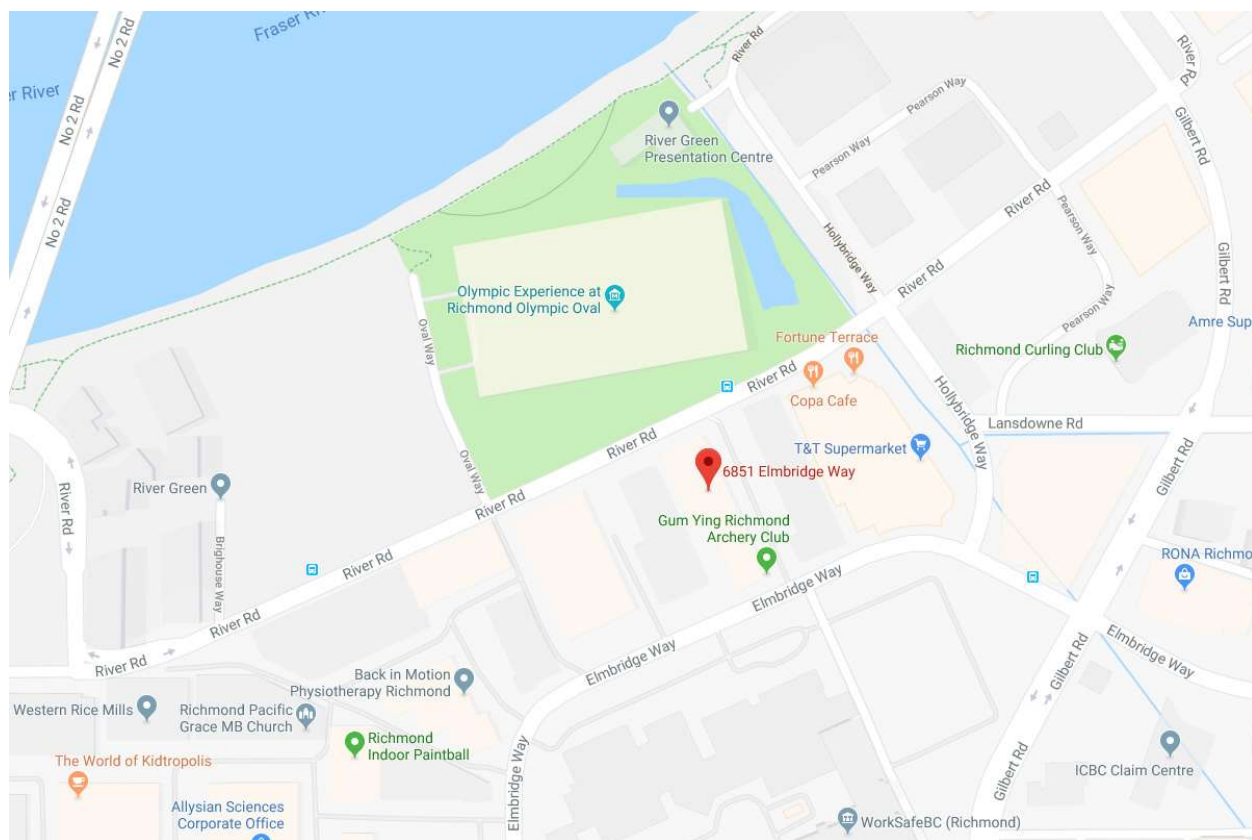 No 2 Rd
Fraser Ri
er River
No 2 Rd
No 2 Rd
River Rd
River Rd
Pearson Way
River Green
Presentation Centre
Pearson Way
Gilbert Rd
River Rd
Pearson Way
Hollybridge Way
River Rd
Gilbert Rd
Olympic Experience at
Richmond Olympic Oval
Oval Way
Pearson Way
Amre Sup
Fortune Terrace
Richmond Curling Club
River Rd
Copa Cafe
Hollybridge Way
Lansdowne Rd
River Rd
T&T Supermarket
6851 Elmbridge Way
Oval Way
Gilbert Rd
River Green
River Rd
River Rd
Gum Ying Richmond
Archery Club
RONA Richmo
River Rd
Brighouse Way
Elmbridge Way
River Rd
River Rd
Elmbridge Way
Elmbridge Way
Gilbert Rd
Back in Motion
Physiotherapy Richmond
Western Rice Mills
Richmond Pacific
Grace MB Church
Richmond
Indoor Paintball
The World of Kidtropolis
Elmbridge Way
Gilbert Rd
ICBC Claim Centre
Allysian Sciences
Corporate Office
WorkSafeBC (Richmond)